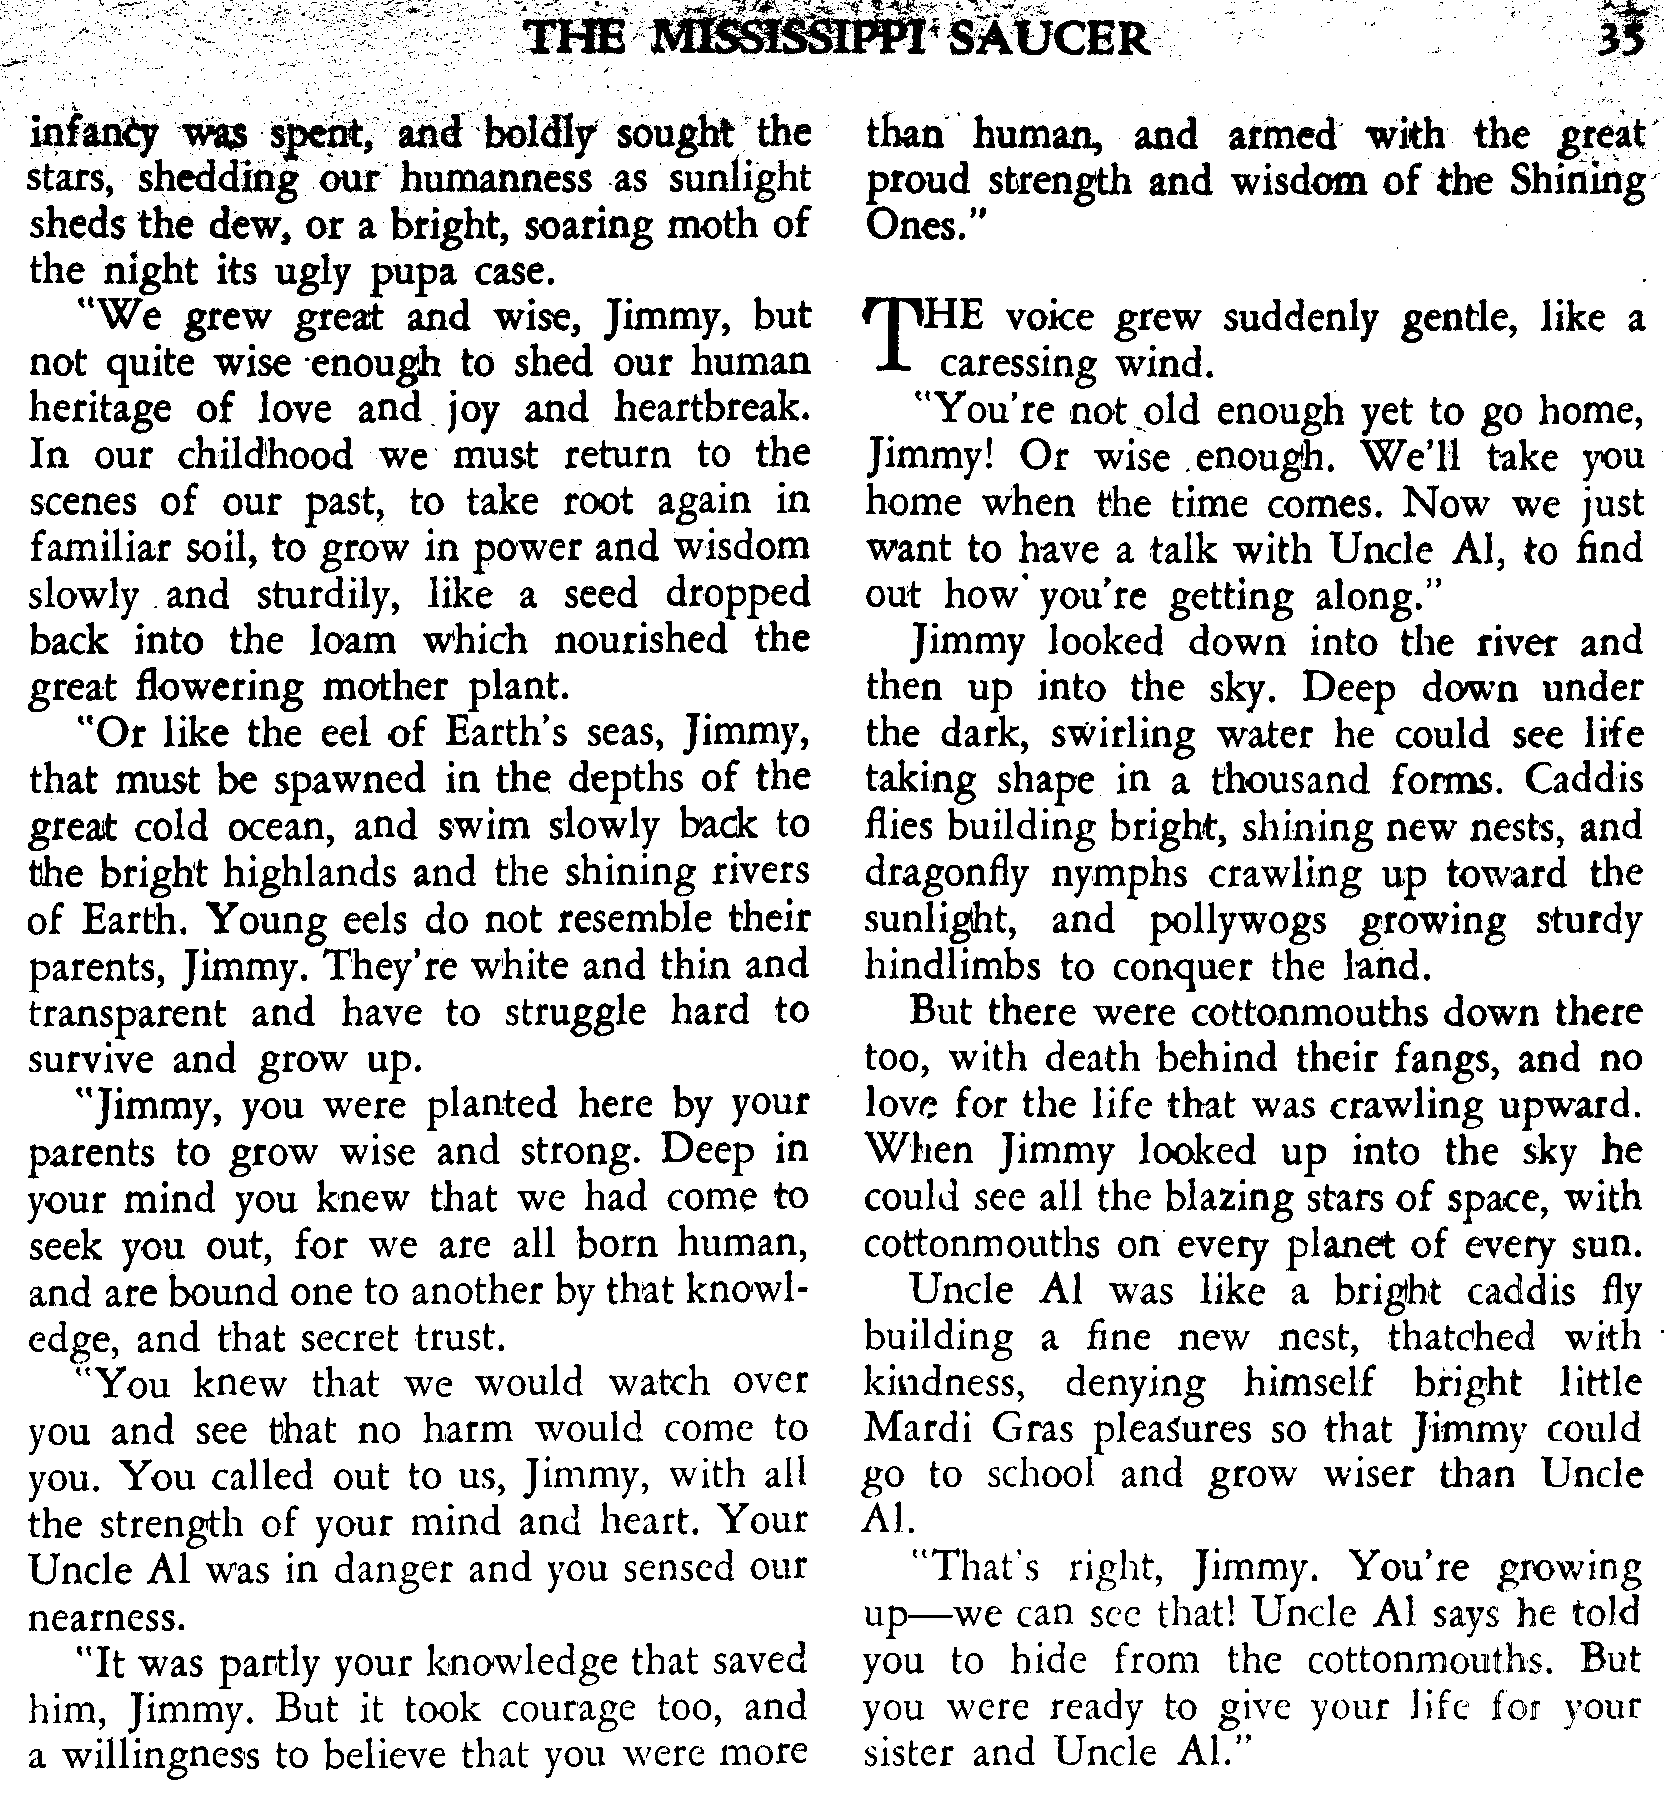 THE MISSISSIPPI SAUCER 35
infancy was spent, and boldly sought the
stars, shedding our humanness as sunlight
sheds the dew, or a bright, soaring moth of
the night its ugly pupa case.
"We grew great and wise, Jimmy, but
not quite wise enough to shed our human
heritage of love and joy and heartbreak.
In our childhood we must return to the
scenes of our past, to take root again in
familiar soil, to grow in power and wisdom
slowly and sturdily, like a seed dropped
back into the loam which nourished the
great flowering mother plant.
"Or like the eel of Earth's seas, Jimmy,
that must be spawned in the depths of the
great cold ocean, and swim slowly back to
the bright highlands and the shining rivers
of Earth. Young eels do not resemble their
parents, Jimmy. They're white and thin and
transparent and have to struggle hard to
survive and grow up.
"Jimmy, you were planted here by your
parents to grow wise and strong. Deep in
your mind you knew that we had come to
seek you out, for we are all born human,
and are bound one to another by that knowl-
edge, and that secret trust.
"You knew that we would watch over
you and see that no harm would come to
you. You called out to us, Jimmy, with all
the strength of your mind and heart. Your
Uncle Al was in danger and you sensed our
nearness.
"It was partly your knowledge that saved
him, Jimmy. But it took courage too, and
a willingness to believe that you were more
than human, and armed with the great
proud strength and wisdom of the Shining
Ones."
THE voice grew suddenly gentle, like a
caressing wind.
"You're not old enough yet to go home,
Jimmy! Or wise enough. We'll take you
home when the time comes. Now we just
want to have a talk with Uncle Al, to find
out how you're getting along."
Jimmy looked down into the river and
then up into the sky. Deep down under
the dark, swirling water he could see life
taking shape in a thousand forms. Caddis
flies building bright, shining new nests, and
dragonfly nymphs crawling up toward the
sunlight, and pollywogs growing sturdy
hindlimbs to conquer the land.
But there were cottonmouths down there
too, with death behind their fangs, and no
love for the life that was crawling upward.
When Jimmy looked up into the sky he
could see all the blazing stars of space, with
cottonmouths on every planet of every sun.
Uncle Al was like a bright caddis fly
building a fine new nest, thatched with
kindness, denying himself bright little
Mardi Gras pleasures so that Jimmy could
go to school and grow wiser than Uncle
Al.
"That's right, Jimmy. You're growing
up—we can see that! Uncle Al says he told
you to hide from the cottonmouths. But
you were ready to give your life for your
sister and Uncle Al."